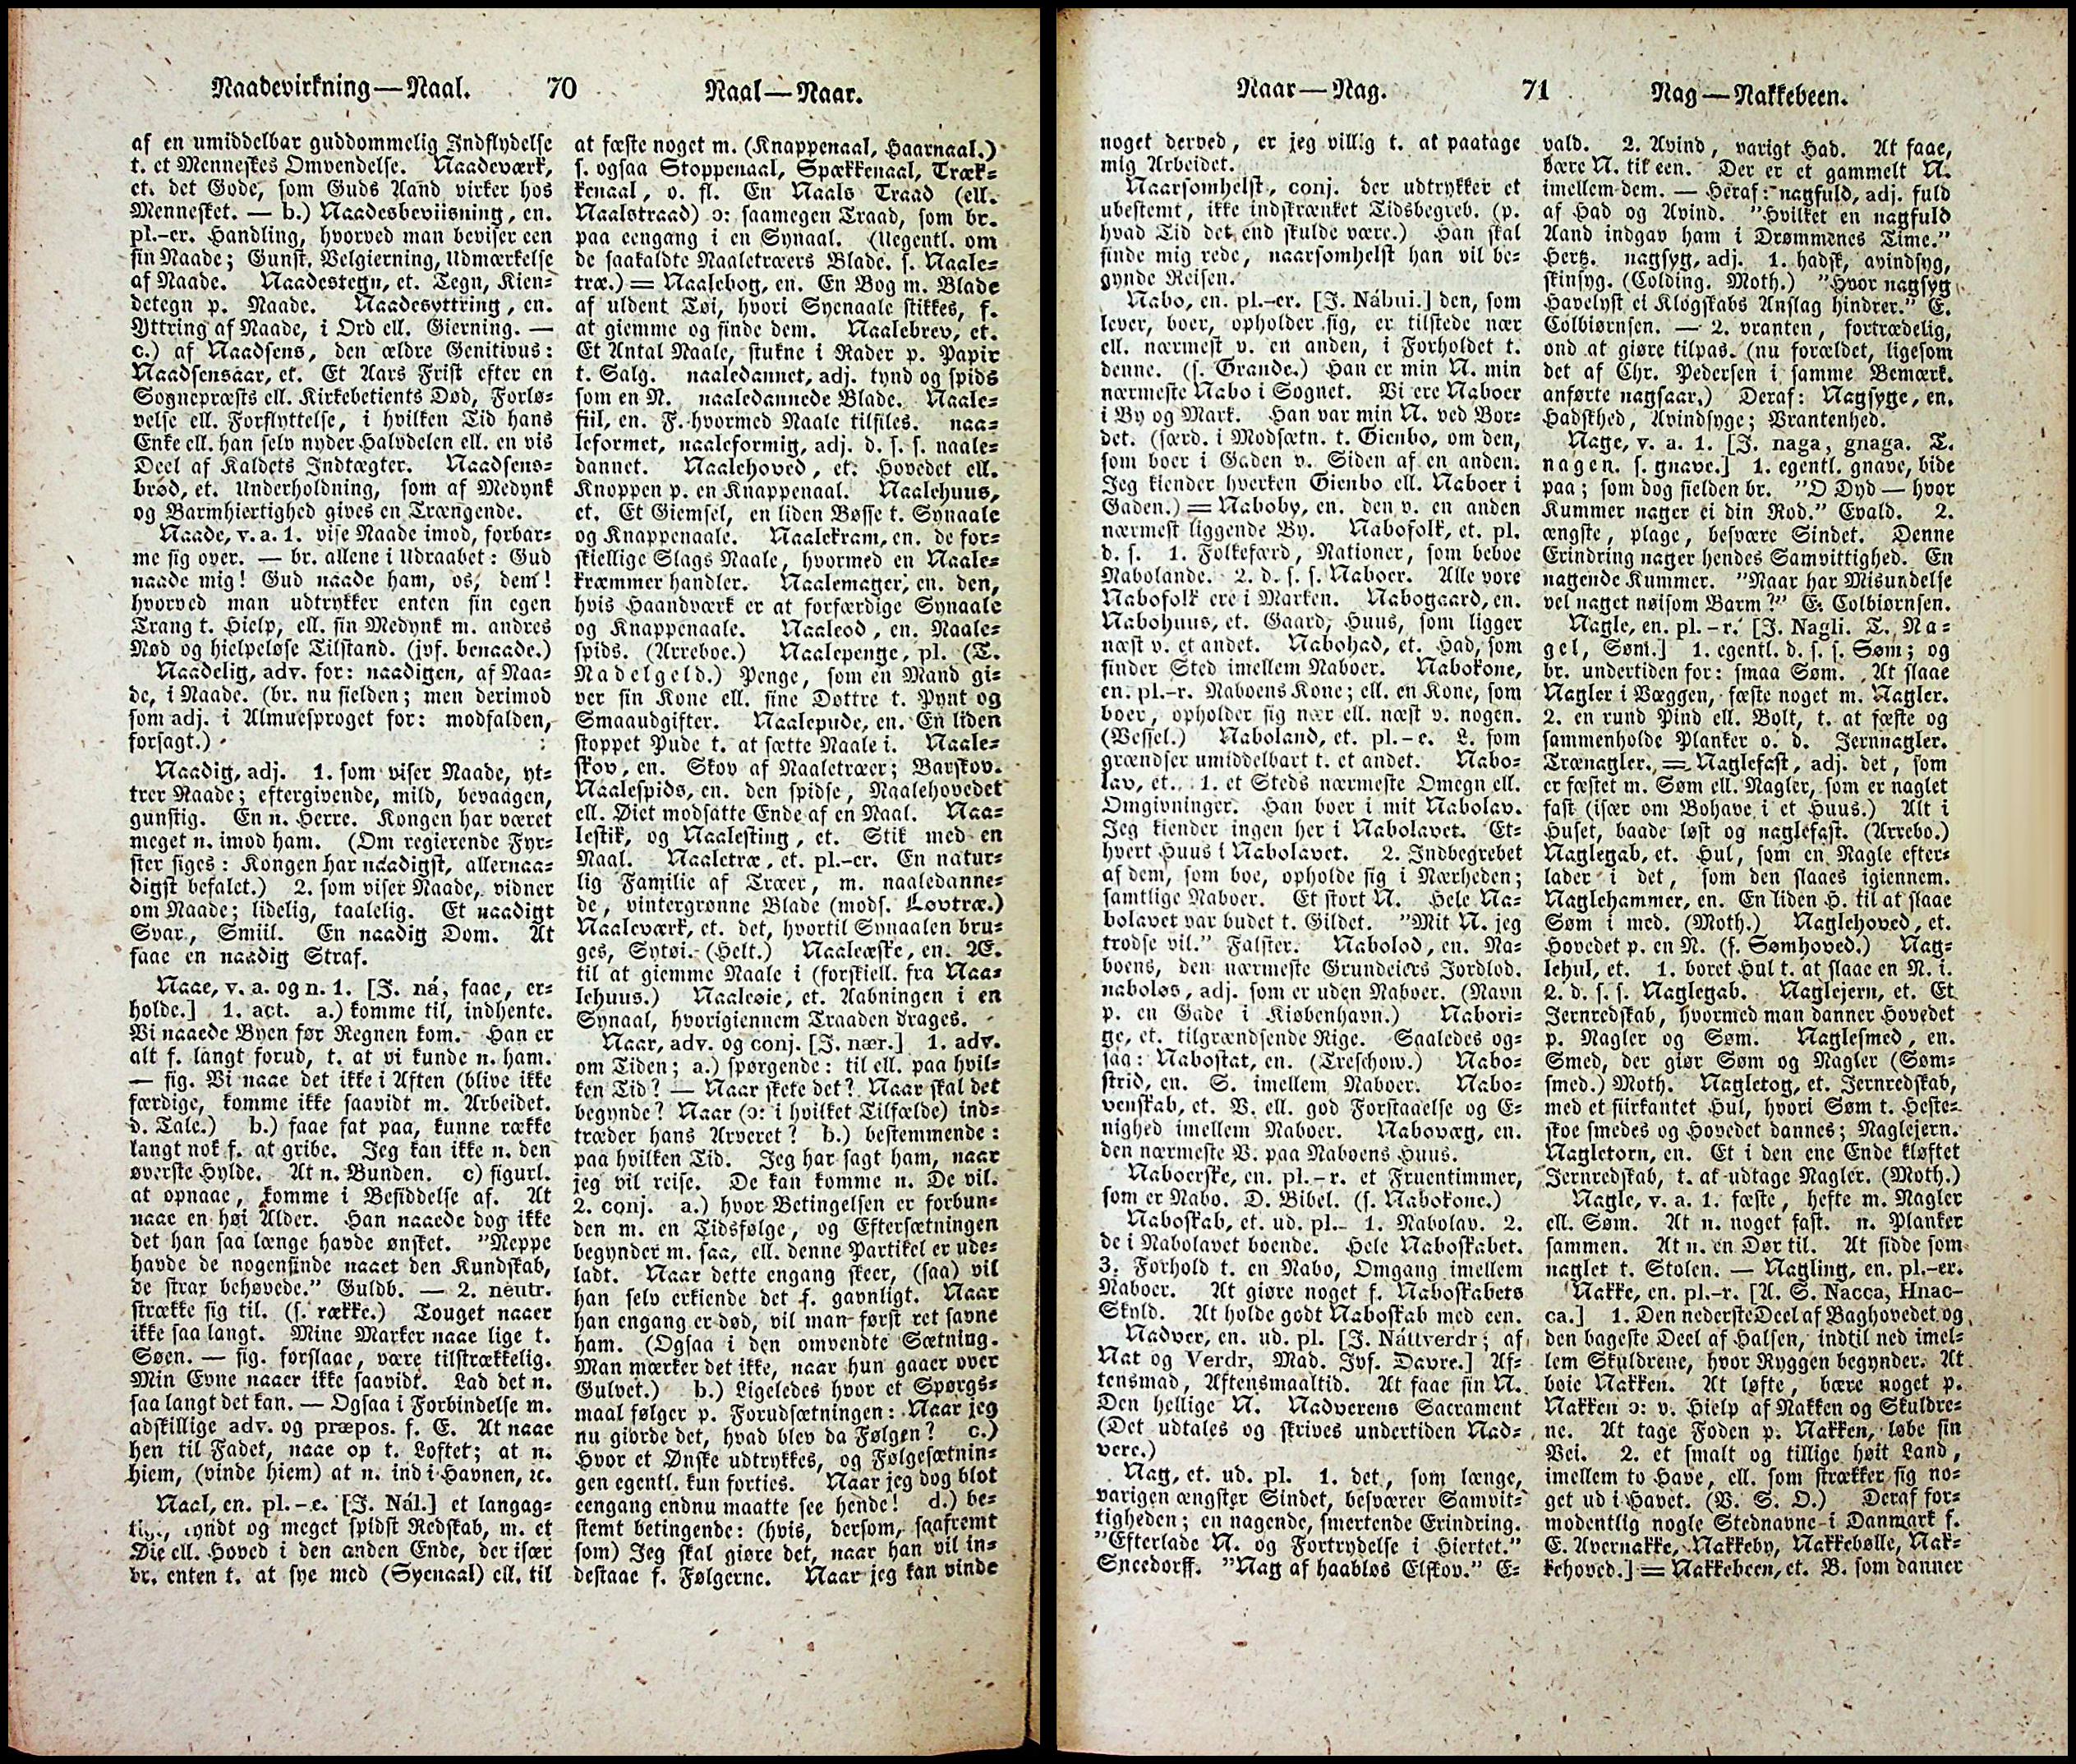 Naadevirkning—Naal.
70
Naal—Naar.
af en umiddelbar guddommelig Indflydelse
t. et Menneskes Omvendelse. Naadeværk,
et. det Gode, som Guds Aand virker hos
Mennesket. — b.) Naadesbeviisning, en.
pl.-er. Handling, hvorved man beviser een
sin Naade; Gunst, Velgierning, Udmærkelse
af Naade. Naadestegn, et. Tegn, Kien-
detegn p. Naade. Naadesyttring, en.
Yttring af Naade, i Ord ell. Gierning. —
c.) af Naadsens, den ældre Genitivus:
Naadsensaar, et. Et Aars Frist efter en
Sognepræsts ell. Kirkebetients Død, Forlø-
velse ell. Forflyttelse, i hvilken Tid hans
Enke ell. han selv nyder Halvdelen ell. en vis
Deel af Kaldets Indtægter. Naadsens-
brød, et. Underholdning, som af Medynk
og Barmhiertighed gives en Trængende.
Naade, v. a. 1. vise Naade imod, forbar-
me sig over. — br. allene i Udraabet: Gud
naade mig! Gud naade ham, os, dem!
hvorved man udtrykker enten sin egen
Trang t. Hielp, ell. sin Medynk m. andres
Nød og hielpeløse Tilstand. (jvf. benaade.)
Naadelig, adv. for: naadigen, af Naa-
de, i Naade. (br. nu sielden; men derimod
som adj. i Almuesproget for: modfalden,
forsagt.)
Naadig, adj. 1. som viser Naade, yt-
trer Naade; eftergivende, mild, bevaagen,
gunstig. En n. Herre. Kongen har været
meget n. imod ham. (Om regierende Fyr-
ster siges: Kongen har naadigst, allernaa-
digst befalet.) 2. som viser Naade, vidner
om Naade; lidelig, taalelig. Et naadigt
Svar, Smiil. En naadig Dom. At
faae en naadig Straf.
Naae, v. a. og n. 1. [J. ná, faae, er-
holde.] 1. act. a.) komme til, indhente.
Vi naaede Byen før Regnen kom. Han er
alt f. langt forud, t. at vi kunde n. ham.
— fig. Vi naae det ikke i Aften (blive ikke
færdige, komme ikke saavidt m. Arbeidet.
d. Tale.) b.) faae fat paa, kunne række
langt nok f. at gribe. Jeg kan ikke n. den
øverste Hylde. At n. Bunden. c) figurl.
at opnaae, komme i Besiddelse af. At
naae en høi Alder. Han naaede dog ikke
det han saa længe havde ønsket. "Neppe
havde de nogensinde naaet den Kundskab,
de strax behøvede." Guldb. — 2. neutr.
strække sig til. (s. række.) Touget naaer
ikke saa langt. Mine Marker naae lige t.
Søen. — fig. forslaae, være tilstrækkelig.
Min Evne naaer ikke saavidt. Lad det n.
saa langt det kan. — Ogsaa i Forbindelse m.
adskillige adv. og præpos. f. E. At naae
hen til Fadet, naae op t. Loftet; at n.
hiem, (vinde hiem) at n. ind i Havnen, ꝛc.
Naal, en. pl.-e. [J. Nál.] et langag-
tigt, tyndt og meget spidst Redskab, m. et
Øie ell. Hoved i den anden Ende, der især
br. enten t. at sye med (Syenaal) ell. til
at fæste noget m. (Knappenaal, Haarnaal.)
s. ogsaa Stoppenaal, Spækkenaal, Træk-
kenaal, o. fl. En Naals Traad (ell.
Naalstraad) ɔ: saamegen Traad, som br.
paa eengang i en Synaal. (Uegentl. om
de saakaldte Naaletræers Blade. s. Naale-
træ.) = Naalebog, en. En Bog m. Blade
af uldent Tøi, hvori Syenaale stikkes, f.
at giemme og finde dem. Naalebrev, et.
Et Antal Naale, stukne i Rader p. Papir
t. Salg. naaledannet, adj. tynd og spids
som en N. naaledannede Blade. Naale-
fiil, en. F. hvormed Naale tilfiles. naa-
leformet, naaleformig, adj. d. s. s. naale-
dannet. Naalehoved, et. Hovedet ell.
Knoppen p. en Knappenaal. Naalehuus,
et. Et Giemsel, en liden Bøsse t. Synaale
og Knappenaale. Naalekram, en. de for-
skiellige Slags Naale, hvormed en Naale-
kræmmer handler. Naalemager, en. den,
hvis Haandværk er at forfærdige Synaale
og Knappenaale. Naaleod, en. Naale-
spids. (Arreboe.) Naalepenge, pl. (T.
Nadelgeld.) Penge, som en Mand gi-
ver sin Kone ell. sine Døttre t. Pynt og
Smaaudgifter. Naalepude, en. En liden
stoppet Pude t. at sætte Naale i. Naale-
skov, en. Skov af Naaletræer; Barskov.
Naalespids, en. den spidse, Naalehovedet
ell. Øiet modsatte Ende af en Naal. Naa-
lestik, og Naalesting, et. Stik med en
Naal. Naaletræ, et. pl.-er. En natur-
lig Familie af Træer, m. naaledanne-
de, vintergrønne Blade (mods. Løvtræ.)
Naaleværk, et. det, hvortil Synaalen bru-
ges, Sytøi. (Helt.) Naaleæske, en. Æ.
til at giemme Naale i (forskiell. fra Naa-
lehuus.) Naaleøie, et. Aabningen i en
Synaal, hvorigiennem Traaden drages.
Naar, adv. og conj. [J. nær.] 1. adv.
om Tiden; a.) spørgende: til ell. paa hvil-
ken Tid? — Naar skete det? Naar skal det
begynde? Naar (ɔ: i hvilket Tilfælde) ind-
træder hans Arveret? b.) bestemmende:
paa hvilken Tid. Jeg har sagt ham, naar
jeg vil reise. De kan komme n. De vil.
2. conj. a.) hvor Betingelsen er forbun-
den m. en Tidsfølge, og Eftersætningen
begynder m. saa, ell. denne Partikel er ude-
ladt. Naar dette engang skeer, (saa) vil
han selv erkiende det f. gavnligt. Naar
han engang er død, vil man først ret savne
ham. (Ogsaa i den omvendte Sætning.
Man mærker det ikke, naar hun gaaer over
Gulvet.) b.) Ligeledes hvor et Spørgs-
maal følger p. Forudsætningen: Naar jeg
nu giorde det, hvad blev da Følgen? c.)
Hvor et Ønske udtrykkes, og Følgesætnin-
gen egentl. kun forties. Naar jeg dog blot
eengang endnu maatte see hende! d.) be-
stemt betingende: (hvis, dersom, saafremt
som) Jeg skal giøre det, naar han vil in-
destaae f. Følgerne. Naar jeg kan vinde
Naar—Nag.
71
Nag—Nakkebeen.
noget derved, er jeg villig t. at paatage
mig Arbeidet.
Naarsomhelst, conj. der udtrykker et
ubestemt, ikke indskrænket Tidsbegreb. (p.
hvad Tid det end skulde være.) Han skal
finde mig rede, naarsomhelst han vil be-
gynde Reisen.
Nabo, en. pl.-er. [J. Nábui.] den, som
lever, boer, opholder sig, er tilstede nær
ell. nærmest v. en anden, i Forholdet t.
denne. (s. Grande.) Han er min N. min
nærmeste Nabo i Sognet. Vi ere Naboer
i By og Mark. Han var min N. ved Bor-
det. (særd. i Modsætn. t. Gienbo, om den,
som boer i Gaden v. Siden af en anden.
Jeg kiender hverken Gienbo ell. Naboer i
Gaden.) = Naboby, en. den v. en anden
nærmest liggende By. Nabofolk, et. pl.
d. s. 1. Folkefærd, Nationer, som beboe
Nabolande. 2. d. s. s. Naboer. Alle vore
Nabofolk ere i Marken. Nabogaard, en.
Nabohuus, et. Gaard, Huus, som ligger
næst v. et andet. Nabohad, et. Had, som
finder Sted imellem Naboer. Nabokone,
en. pl.-r. Naboens Kone; ell. en Kone, som
boer, opholder sig nær ell. næst v. nogen.
(Wessel.) Naboland, et. pl.-e. L. som
grændser umiddelbart t. et andet. Nabo-
lav, et. 1. et Steds nærmeste Omegn ell.
Omgivninger. Han boer i mit Nabolav.
Jeg kiender ingen her i Nabolavet. Et-
hvert Huus i Nabolavet. 2. Indbegrebet
af dem, som boe, opholde sig i Nærheden;
samtlige Naboer. Et stort N. Hele Na-
bolavet var budet t. Gildet. "Mit N. jeg
trodse vil." Falster. Nabolod, en. Na-
boens, den nærmeste Grundeiers Jordlod.
naboløs, adj. som er uden Naboer. (Navn
p. en Gade i Kiøbenhavn.) Nabori-
ge, et. tilgrændsende Rige. Saaledes og-
saa: Nabostat, en. (Treschow.) Nabo-
strid, en. S. imellem Naboer. Nabo-
venskab, et. V. ell. god Forstaaelse og E-
nighed imellem Naboer. Nabovæg, en.
den nærmeste V. paa Naboens Huus.
Naboerske, en. pl.-r. et Fruentimmer,
som er Nabo. D. Bibel. (s. Nabokone.)
Naboskab, et. ud. pl.- 1. Nabolav. 2.
de i Nabolavet boende. Hele Naboskabet.
3. Forhold t. en Nabo, Omgang imellem
Naboer. At giøre noget f. Naboskabets
Skyld. At holde godt Naboskab med een.
Nadver, en. ud. pl. [J. Náttverdr; af
Nat og Verdr, Mad. Jvf. Davre.] Af-
tensmad, Aftensmaaltid. At faae sin N.
Den hellige N. Nadverens Sacrament
(Det udtales og skrives undertiden Nad-
vere.)
Nag, et. ud. pl. 1. det, som længe,
varigen ængster Sindet, besværer Samvit-
tigheden; en nagende, smertende Erindring.
"Efterlade N. og Fortrydelse i Hiertet."
Sneedorff. "Nag af haabløs Elskov." E-
vald. 2. Avind, varigt Had. At faae,
bære N. til een. Der er et gammelt N.
imellem dem. — Heraf: nagfuld, adj. fuld
af Had og Avind. "Hvilket en nagfuld
Aand indgav ham i Drømmenes Time."
Hertz. nagsyg, adj. 1. hadsk, avindsyg,
skinsyg. (Colding. Moth.) "Hvor nagsyg
Havelyst ei Klogskabs Anslag hindrer." E.
Colbiørnsen. — 2. vranten, fortrædelig,
ond at giøre tilpas. (nu forældet, ligesom
det af Chr. Pedersen i samme Bemærk.
anførte nagsaar.) Deraf: Nagsyge, en.
Hadskhed, Avindsyge; Vrantenhed.
Nage, v. a. 1. [J. naga, gnaga. T.
nagen. s. gnave.] 1. egentl. gnave, bide
paa; som dog sielden br. "O Dyd — hvor
Kummer nager ei din Rod." Evald. 2.
ængste, plage, besvære Sindet. Denne
Erindring nager hendes Samvittighed. En
nagende Kummer. "Naar har Misundelse
vel naget nøisom Barm?" E. Colbiørnsen.
Nagle, en. pl.-r. [J. Nagli. T. Na-
gel, Søm.] 1. egentl. d. s. s. Søm; og
br. undertiden for: smaa Søm. At slaae
Nagler i Væggen, fæste noget m. Nagler.
2. en rund Pind ell. Bolt, t. at fæste og
sammenholde Planker o. d. Jernnagler.
Trænagler. = Naglefast, adj. det, som
er fæstet m. Søm ell. Nagler, som er naglet
fast (især om Bohave i et Huus.) Alt i
Huset, baade løst og naglefast. (Arrebo.)
Naglegab, et. Hul, som en Nagle efter-
lader i det, som den slaaes igiennem.
Naglehammer, en. En liden H. til at slaae
Søm i med. (Moth.) Naglehoved, et.
Hovedet p. en N. (s. Sømhoved.) Nag-
lehul, et. 1. boret Hul t. at slaae en N. i.
2. d. s. s. Naglegab. Naglejern, et. Et
Jernredskab, hvormed man danner Hovedet
p. Nagler og Søm. Naglesmed, en.
Smed, der giør Søm og Nagler (Søm-
smed.) Moth. Nagletog, et. Jernredskab,
med et fiirkantet Hul, hvori Søm t. Heste-
skoe smedes og Hovedet dannes; Naglejern.
Nagletorn, en. Et i den ene Ende kløftet
Jernredskab, t. at udtage Nagler. (Moth.)
Nagle, v. a. 1. fæste, hefte m. Nagler
ell. Søm. At n. noget fast. n. Planker
sammen. At n. en Dør til. At sidde som
naglet t. Stolen. — Nagling, en. pl.-er.
Nakke, en. pl.-r. [A. S. Nacca, Hnac-
ca.] 1. Den nederste Deel af Baghovedet og
den bageste Deel af Halsen, indtil ned imel-
lem Skuldrene, hvor Ryggen begynder. At
bøie Nakken. At løfte, bære noget p.
Nakken ɔ: v. Hielp af Nakken og Skuldre-
ne. At tage Foden p. Nakken, løbe sin
Vei. 2. et smalt og tillige høit Land,
imellem to Have, ell. som strækker sig no-
get ud i Havet. (V. S. O.) Deraf for-
modentlig nogle Stednavne i Danmark f.
E. Avernakke, Nakkeby, Nakkebølle, Nak-
kehoved.] = Nakkebeen, et. B. som danner